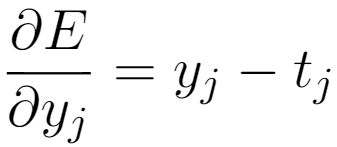 ∂E/∂y_j = y_j − t_j